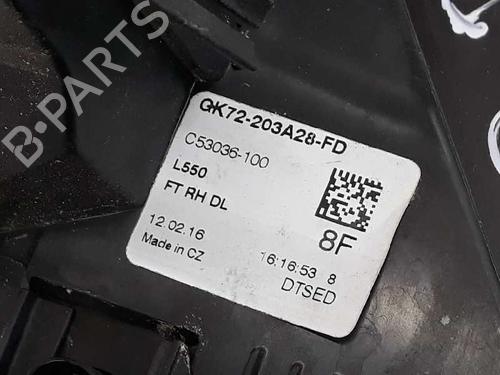 B-PARTS
GK72-203A28-FD
C53036-100
L550
FT RH DL
8F
12.02.16
16:16:53 8
Made in CZ
DTSED